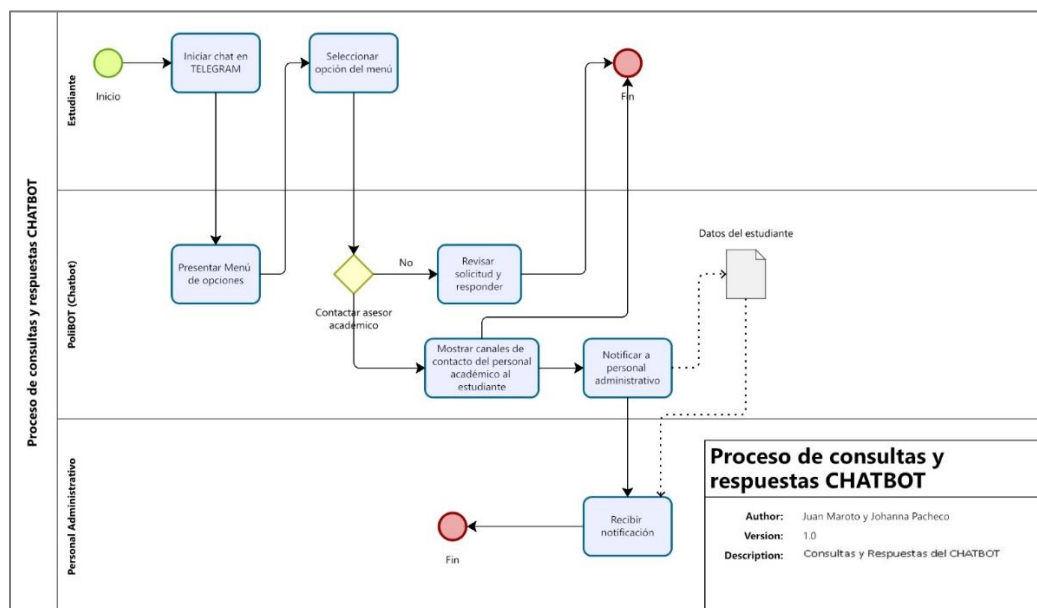 Proceso de consultas y respuestas CHATBOT
Estudiante
Inicio
Iniciar chat en
TELEGRAM
Seleccionar
opción del menú
Fin
PoliBOT (Chatbot)
Presentar Menú
de opciones
Contactar asesor
académico
No
Revisar
solicitud y
responder
Mostrar canales de
contacto del personal
académico al
estudiante
Notificar a
personal
administrativo
Datos del estudiante
Personal Administrativo
Recibir
notificación
Fin
Proceso de consultas y
respuestas CHATBOT
Author: Juan Maroto y Johanna Pacheco
Version: 1.0
Description: Consultas y Respuestas del CHATBOT